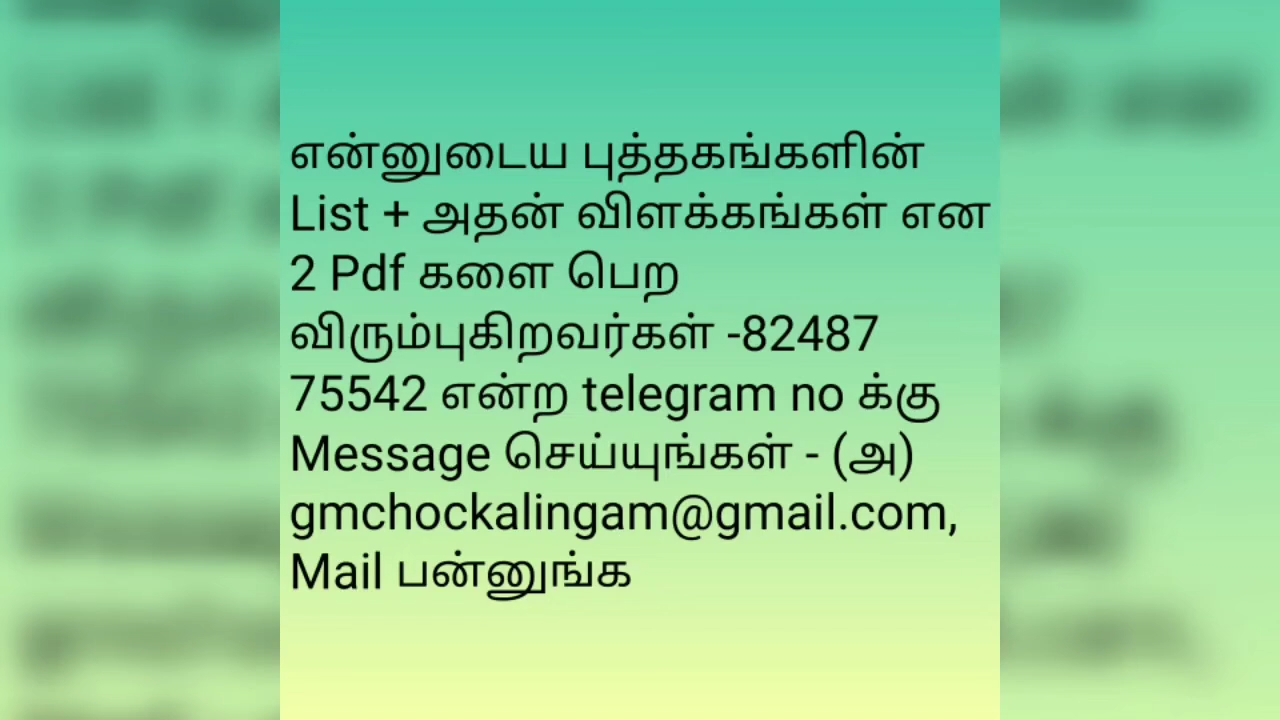 என்னுடைய புத்தகங்களின்
List + அதன் விளக்கங்கள் என
2 Pdf களை பெற
விரும்புகிறவர்கள் -82487
75542 என்ற telegram no க்கு
Message செய்யுங்கள் - (அ)
gmchockalingam@gmail.com,
Mail பன்னுங்க